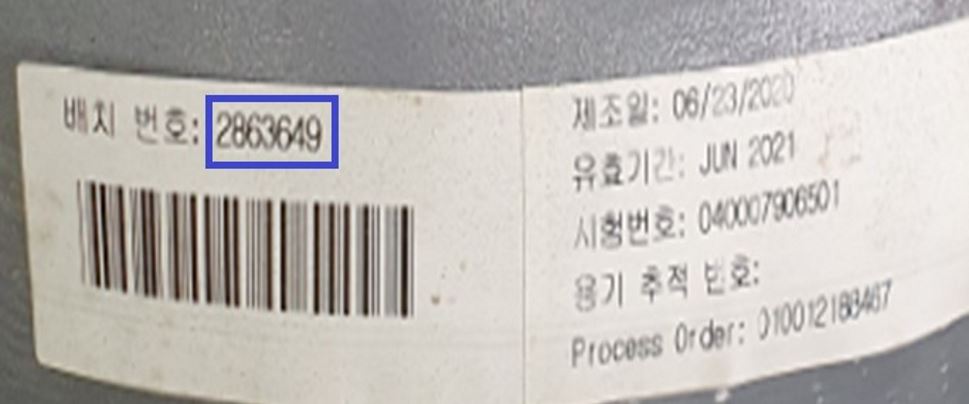 배치 번호: 2863649
제조일: 06/23/2020
유효기간: JUN 2021
시험번호: 040007906501
용기 추적 번호:
Process Order: 010012188467